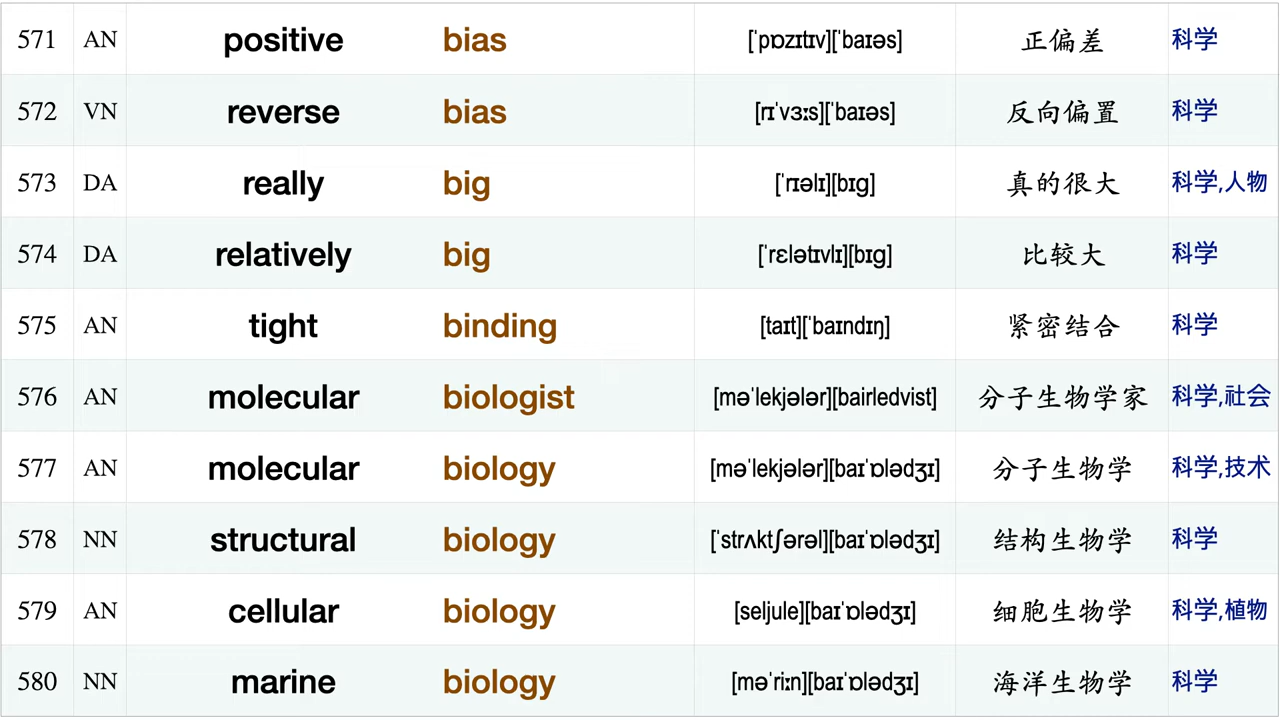 571 AN positive bias [ˈpɒzɪtɪv][ˈbaɪəs] 正偏差 科学
572 VN reverse bias [rɪˈvɜːs][ˈbaɪəs] 反向偏置 科学
573 DA really big [ˈrɪəlɪ][bɪg] 真的很大 科学,人物
574 DA relatively big [ˈrɛlətɪvlɪ][bɪg] 比较大 科学
575 AN tight binding [taɪt][ˈbaɪndɪŋ] 紧密结合 科学
576 AN molecular biologist [məˈlekjələr][bairledvist] 分子生物学家 科学,社会
577 AN molecular biology [məˈlekjələr][baɪˈɒlədʒɪ] 分子生物学 科学,技术
578 NN structural biology [ˈstrʌktʃərəl][baɪˈɒlədʒɪ] 结构生物学 科学
579 AN cellular biology [seljule][baɪˈɒlədʒɪ] 细胞生物学 科学,植物
580 NN marine biology [məˈriːn][baɪˈɒlədʒɪ] 海洋生物学 科学